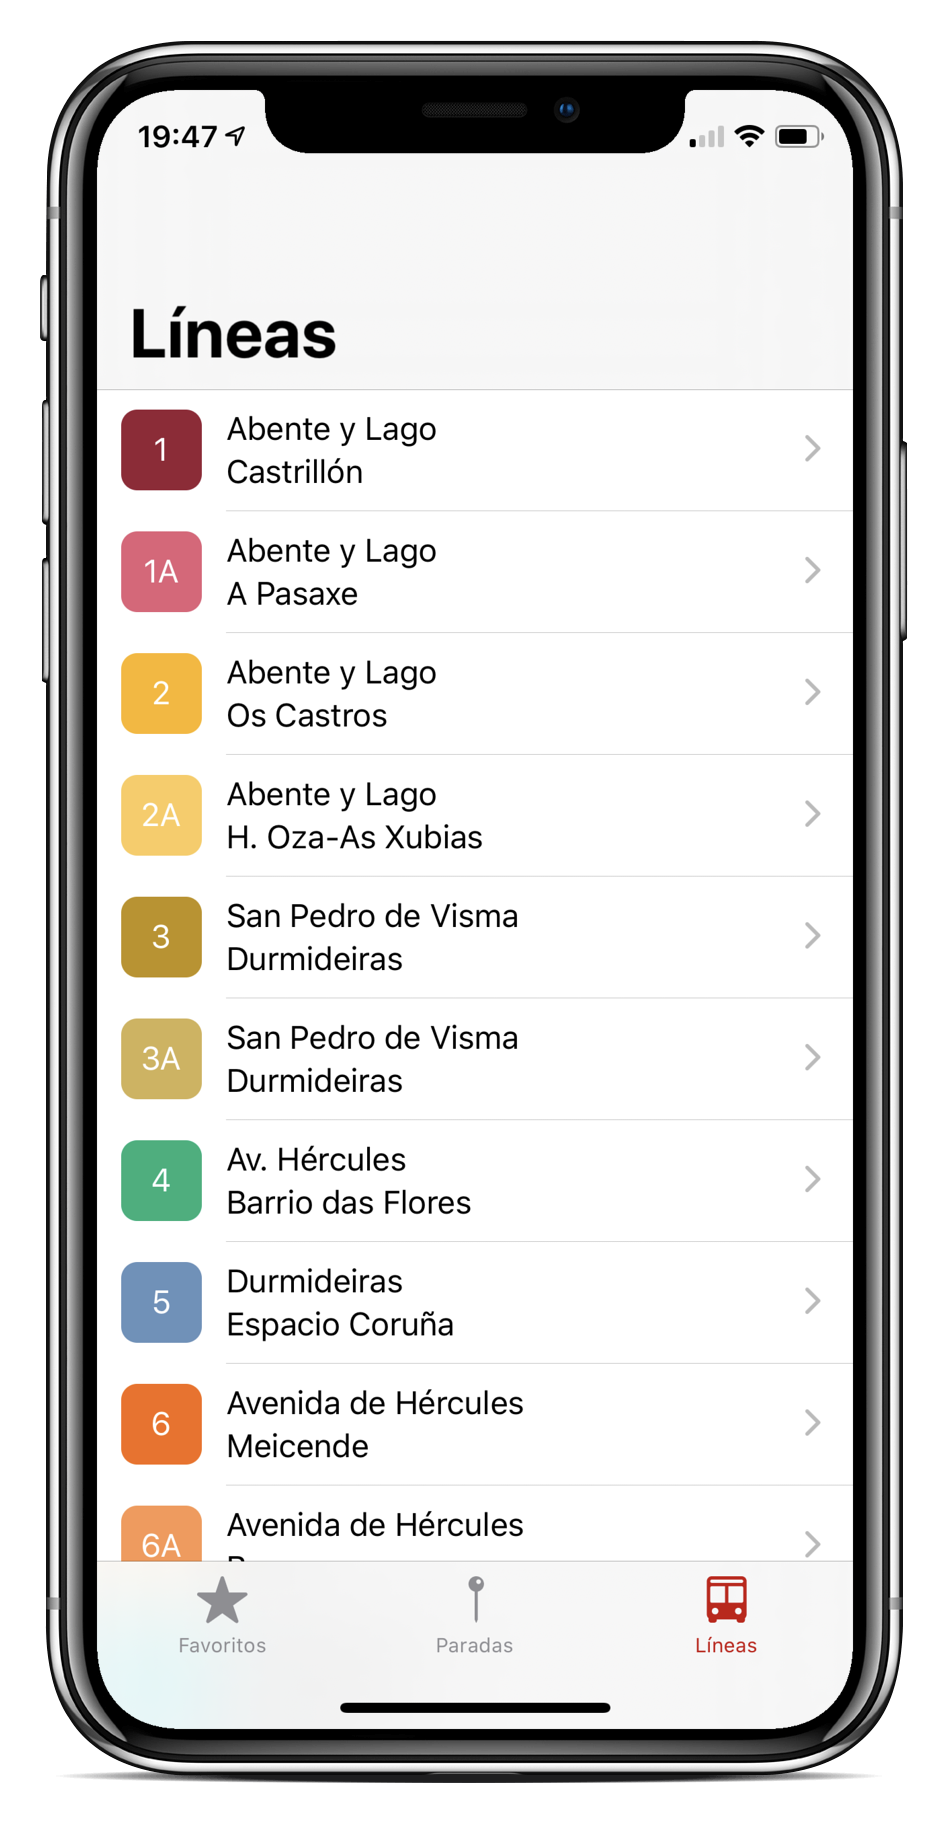 19:47
Líneas
1
Abente y Lago
Castrillón
1A
Abente y Lago
A Pasaxe
2
Abente y Lago
Os Castros
2A
Abente y Lago
H. Oza-As Xubias
3
San Pedro de Visma
Durmideiras
3A
San Pedro de Visma
Durmideiras
4
Av. Hércules
Barrio das Flores
5
Durmideiras
Espacio Coruña
6
Avenida de Hércules
Meicende
6A
Avenida de Hércules
Favoritos
Paradas
Líneas